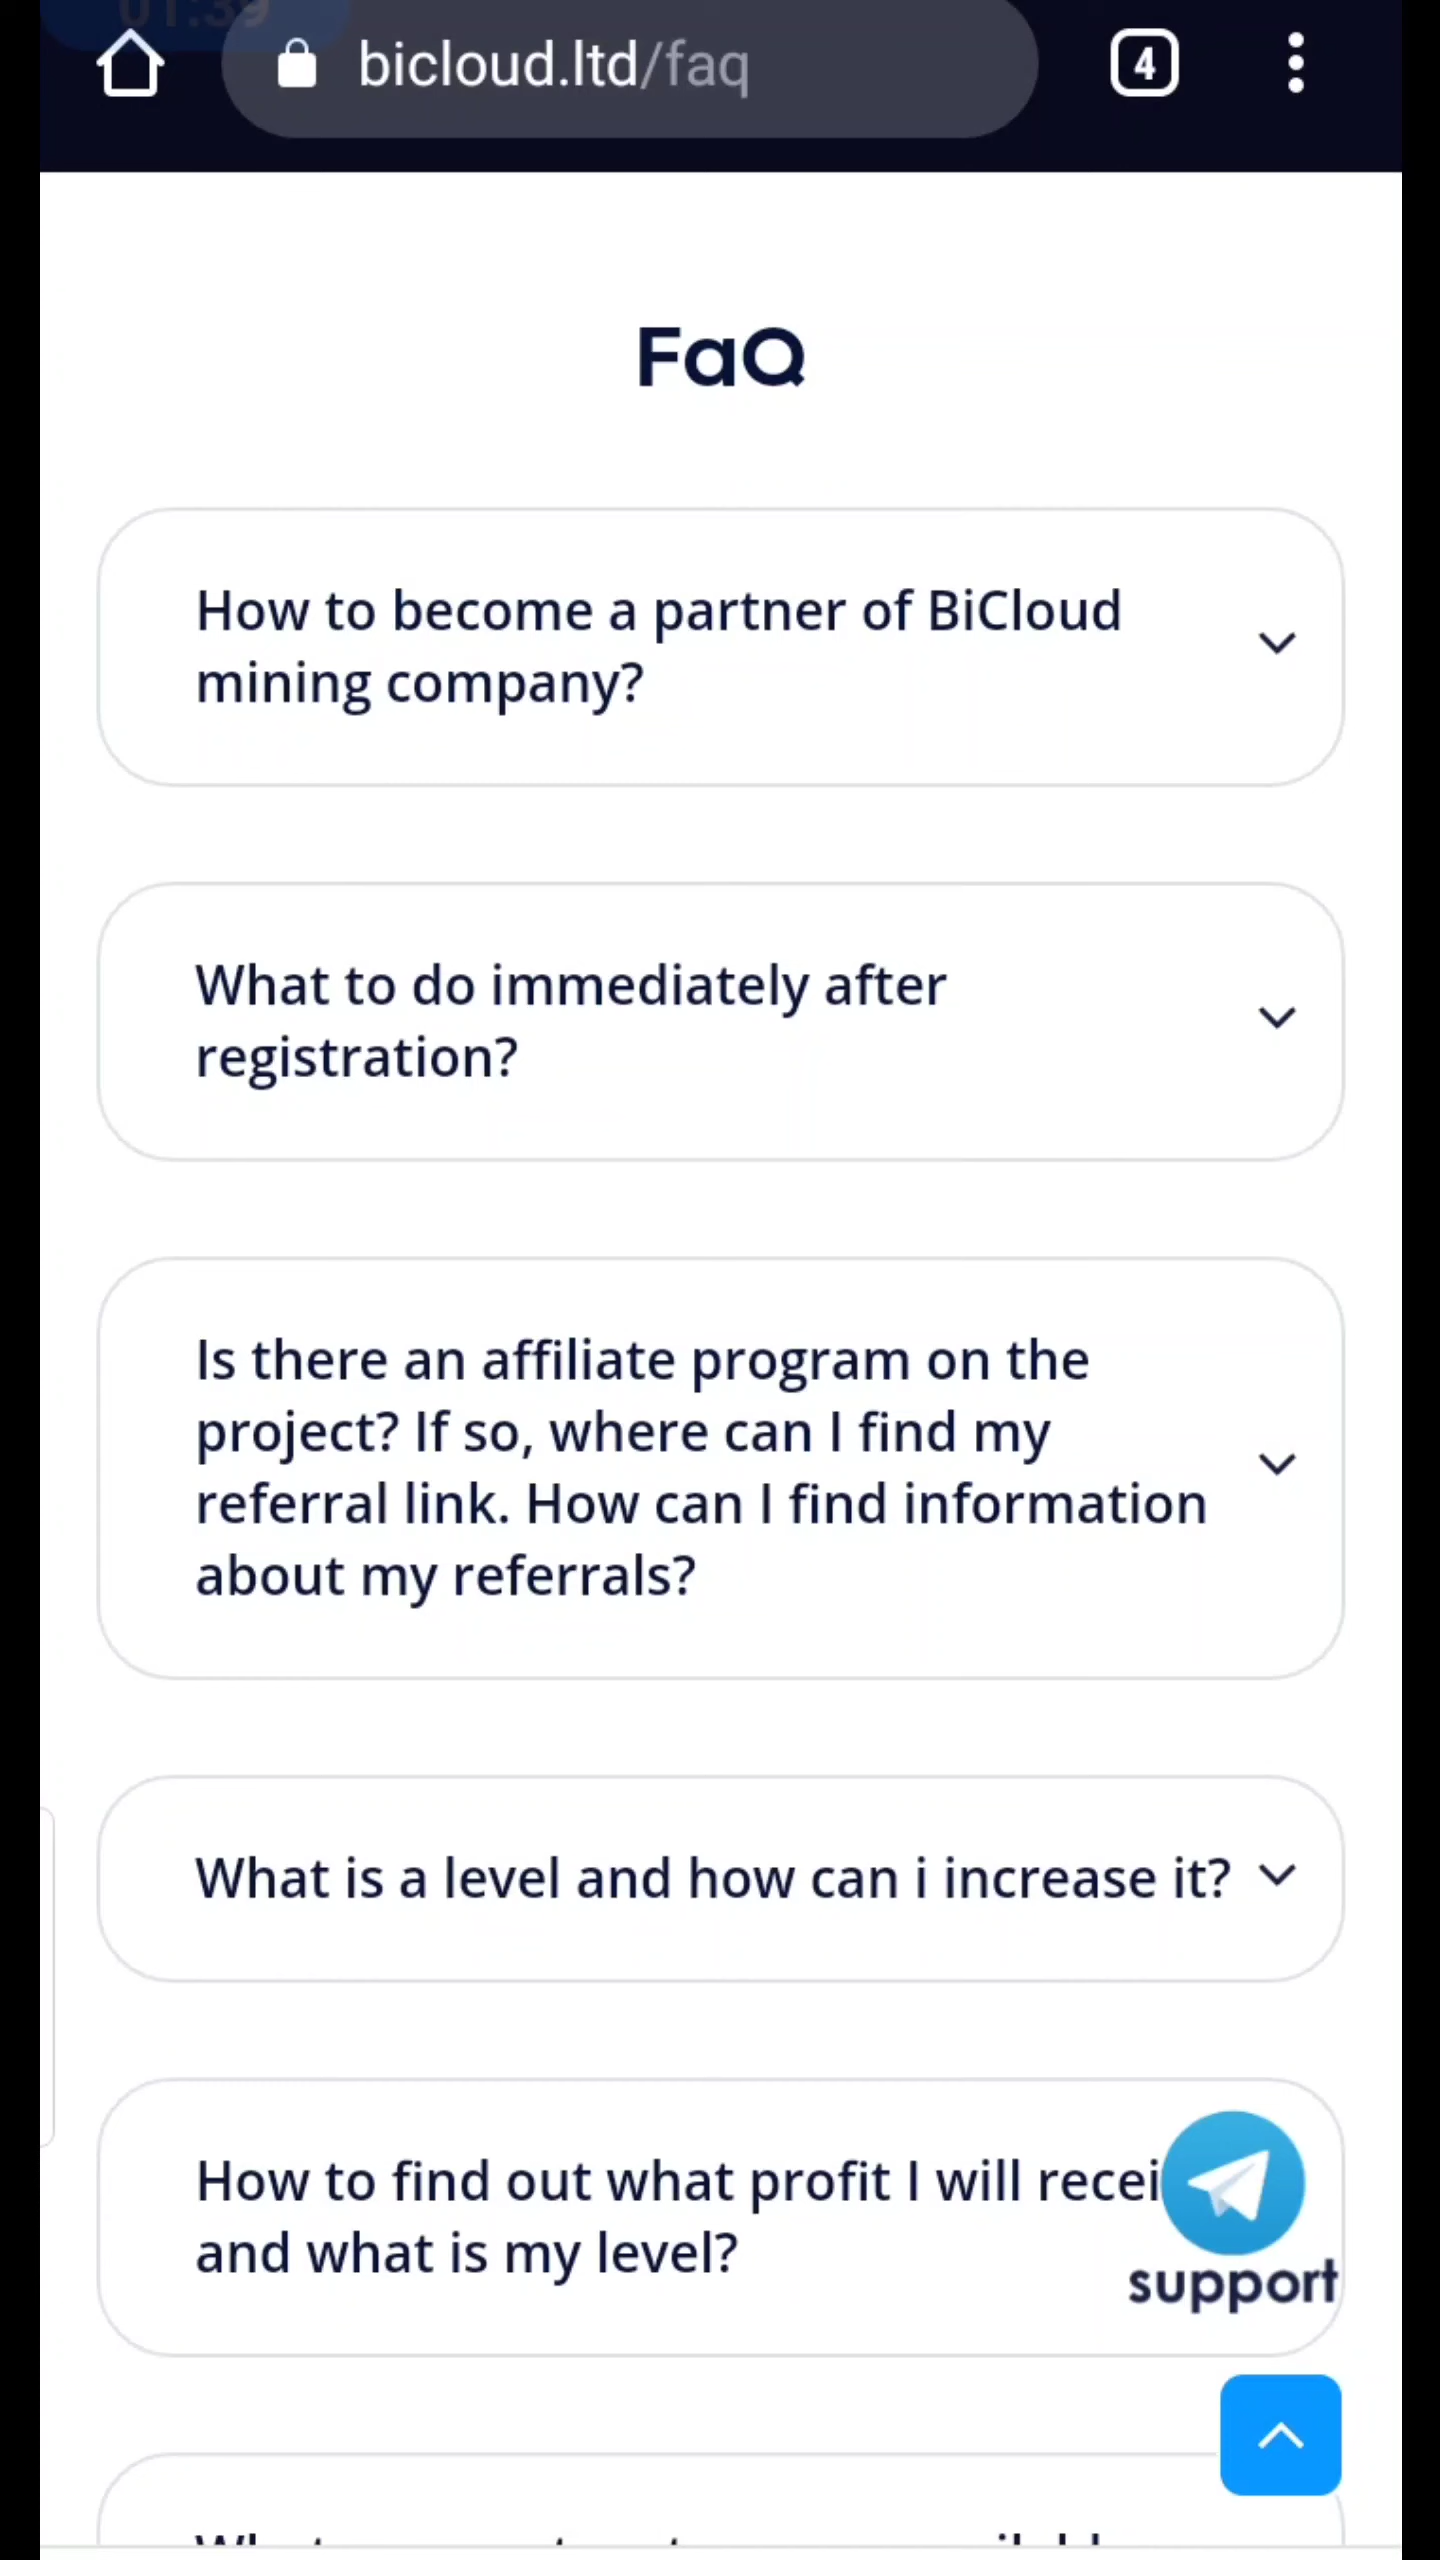 01:39
bicloud.ltd/faq
4
FaQ
How to become a partner of BiCloud
mining company?
What to do immediately after
registration?
Is there an affiliate program on the
project? If so, where can I find my
referral link. How can I find information
about my referrals?
What is a level and how can i increase it?
How to find out what profit I will recei
and what is my level?
support